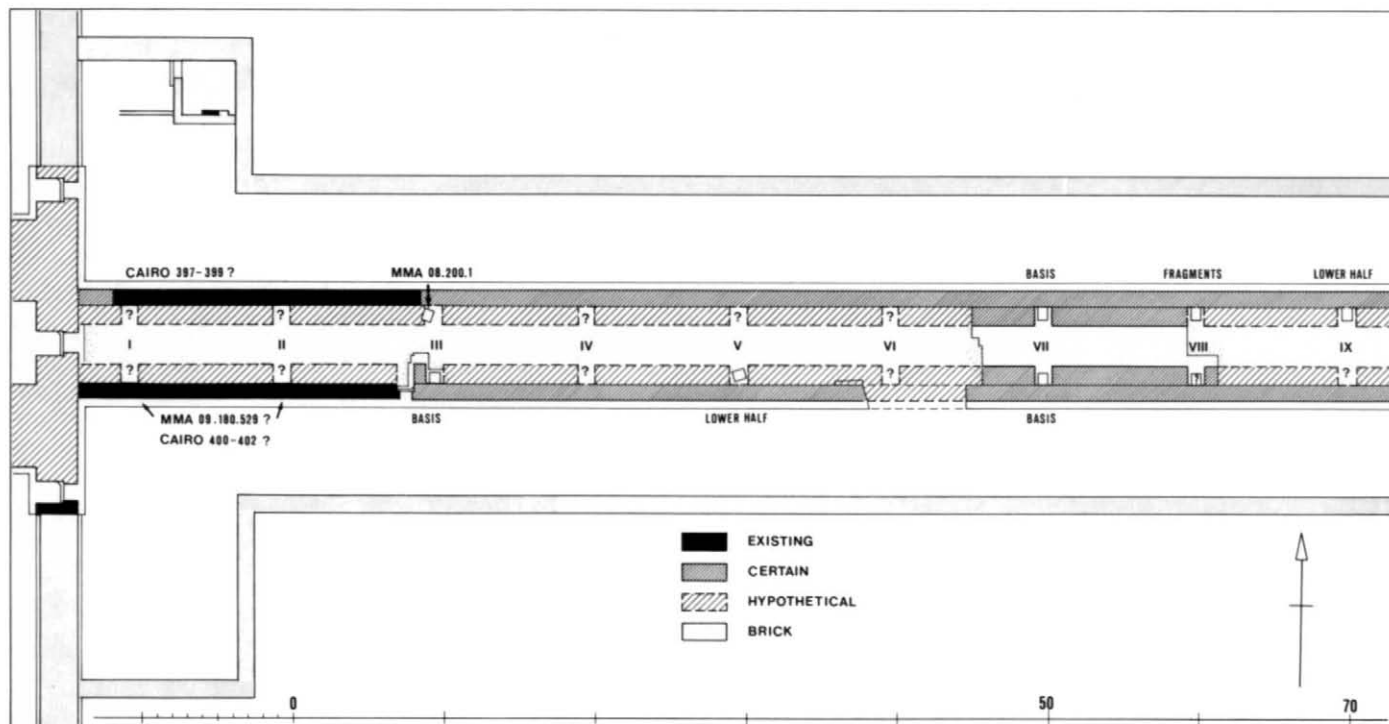 CAIRO 397-399 ? MMA 08.200.1 BASIS FRAGMENTS LOWER HALF
? ? ? ? ?
I II III IV V VI VII VIII IX
? ? ? ? ? ?
MMA 09.180.529 ? BASIS LOWER HALF BASIS
CAIRO 400-402 ?
EXISTING
CERTAIN
HYPOTHETICAL
BRICK
0 50 70